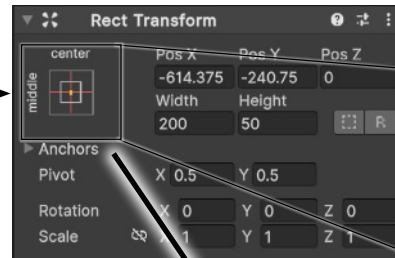 Rect Transform
center
Pos X Pos Y Pos Z
middle
-614.375 -240.75 0
Width Height
200 50
R
Anchors
Pivot X 0.5 Y 0.5
Rotation X 0 Y 0 Z 0
Scale X 1 Y 1 Z 1